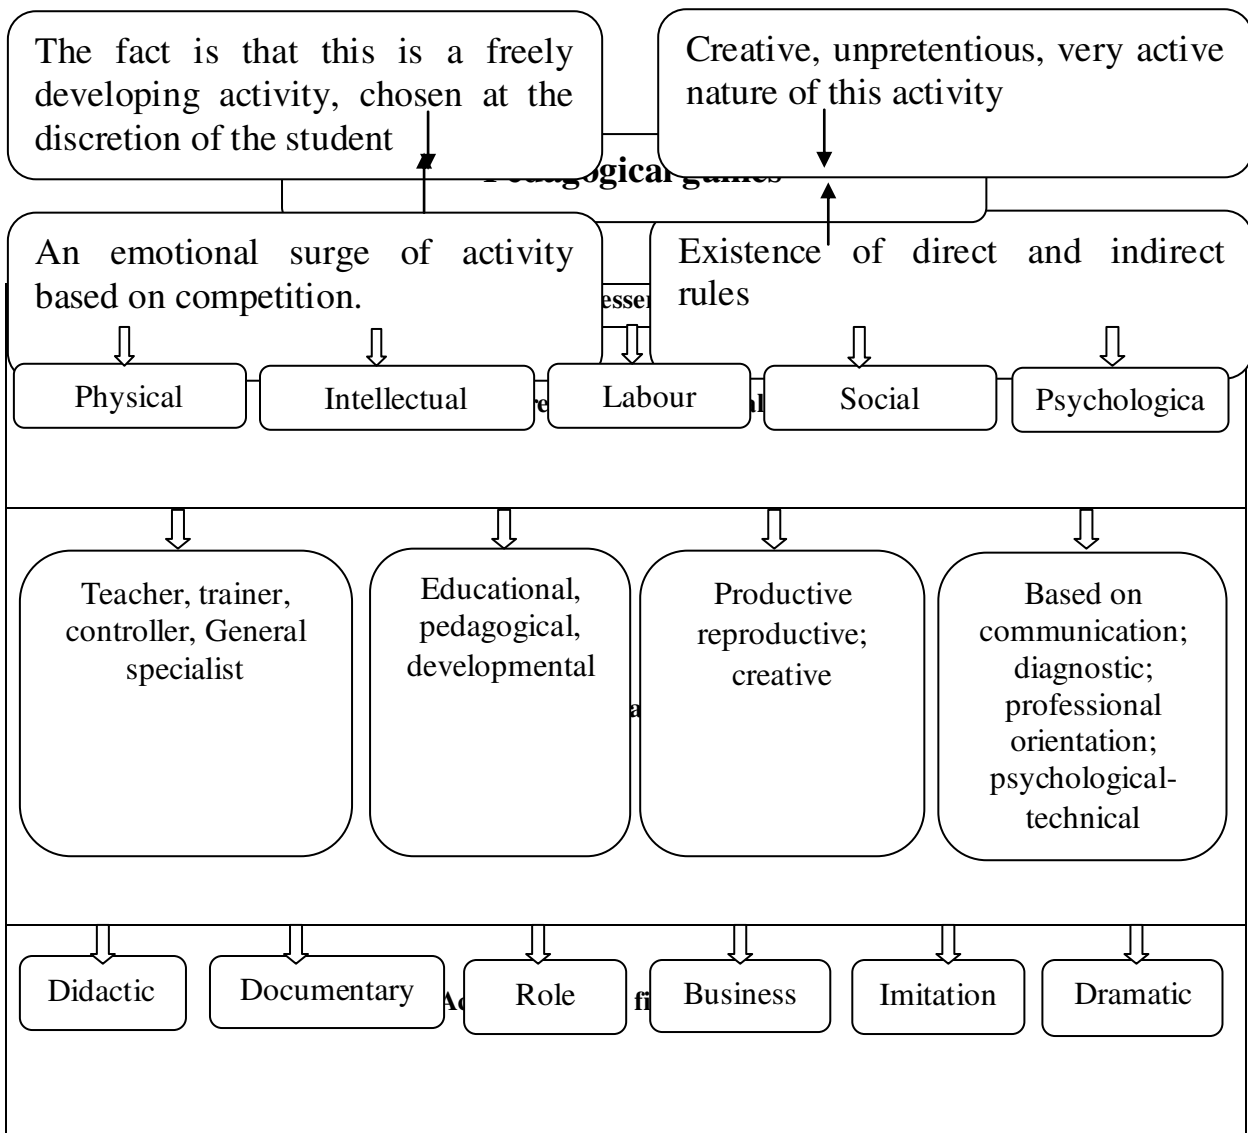 The fact is that this is a freely
developing activity, chosen at the
discretion of the student
Creative, unpretentious, very active
nature of this activity
Pedagogical games
An emotional surge of activity
based on competition.
Existence of direct and indirect
rules
Physical
Intellectual
Labour
Social
Psychologica
Teacher, trainer,
controller, General
specialist
Educational,
pedagogical,
developmental
Productive
reproductive;
creative
Based on
communication;
diagnostic;
professional
orientation;
psychological-
technical
Didactic
Documentary
Role
Business
Imitation
Dramatic